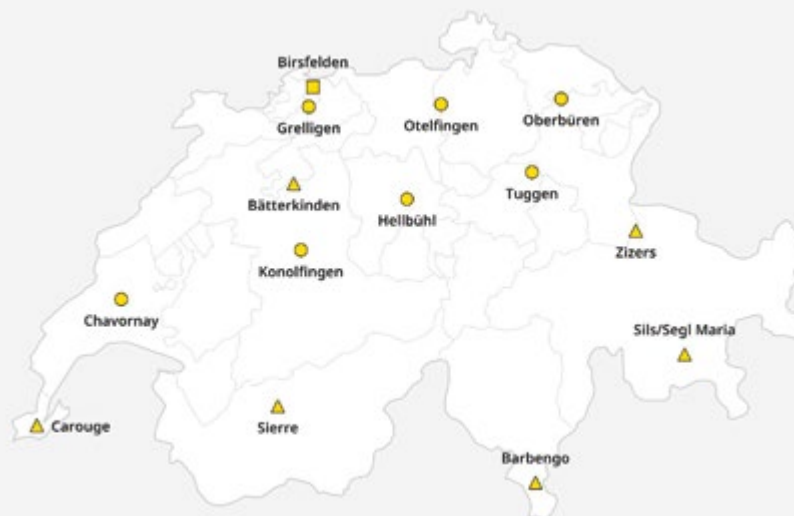 Birsfelden
Grelligen
Otelfingen
Oberbüren
Bätterkinden
Hellbühl
Tuggen
Zizers
Konolfingen
Chavornay
Sils/Segl Maria
Carouge
Sierre
Barbengo